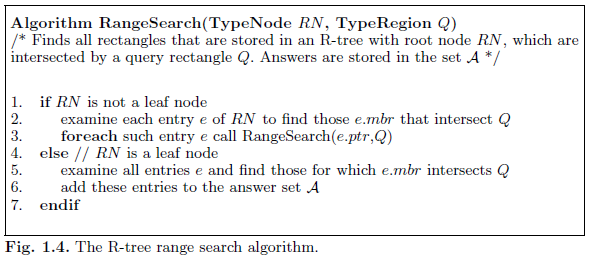 Algorithm RangeSearch(TypeNode RN, TypeRegion Q)
/* Finds all rectangles that are stored in an R-tree with root node RN, which are
intersected by a query rectangle Q. Answers are stored in the set 𝒜 */
1. if RN is not a leaf node
2. examine each entry e of RN to find those e.mbr that intersect Q
3. foreach such entry e call RangeSearch(e.ptr,Q)
4. else // RN is a leaf node
5. examine all entries e and find those for which e.mbr intersects Q
6. add these entries to the answer set 𝒜
7. endif
Fig. 1.4. The R-tree range search algorithm.